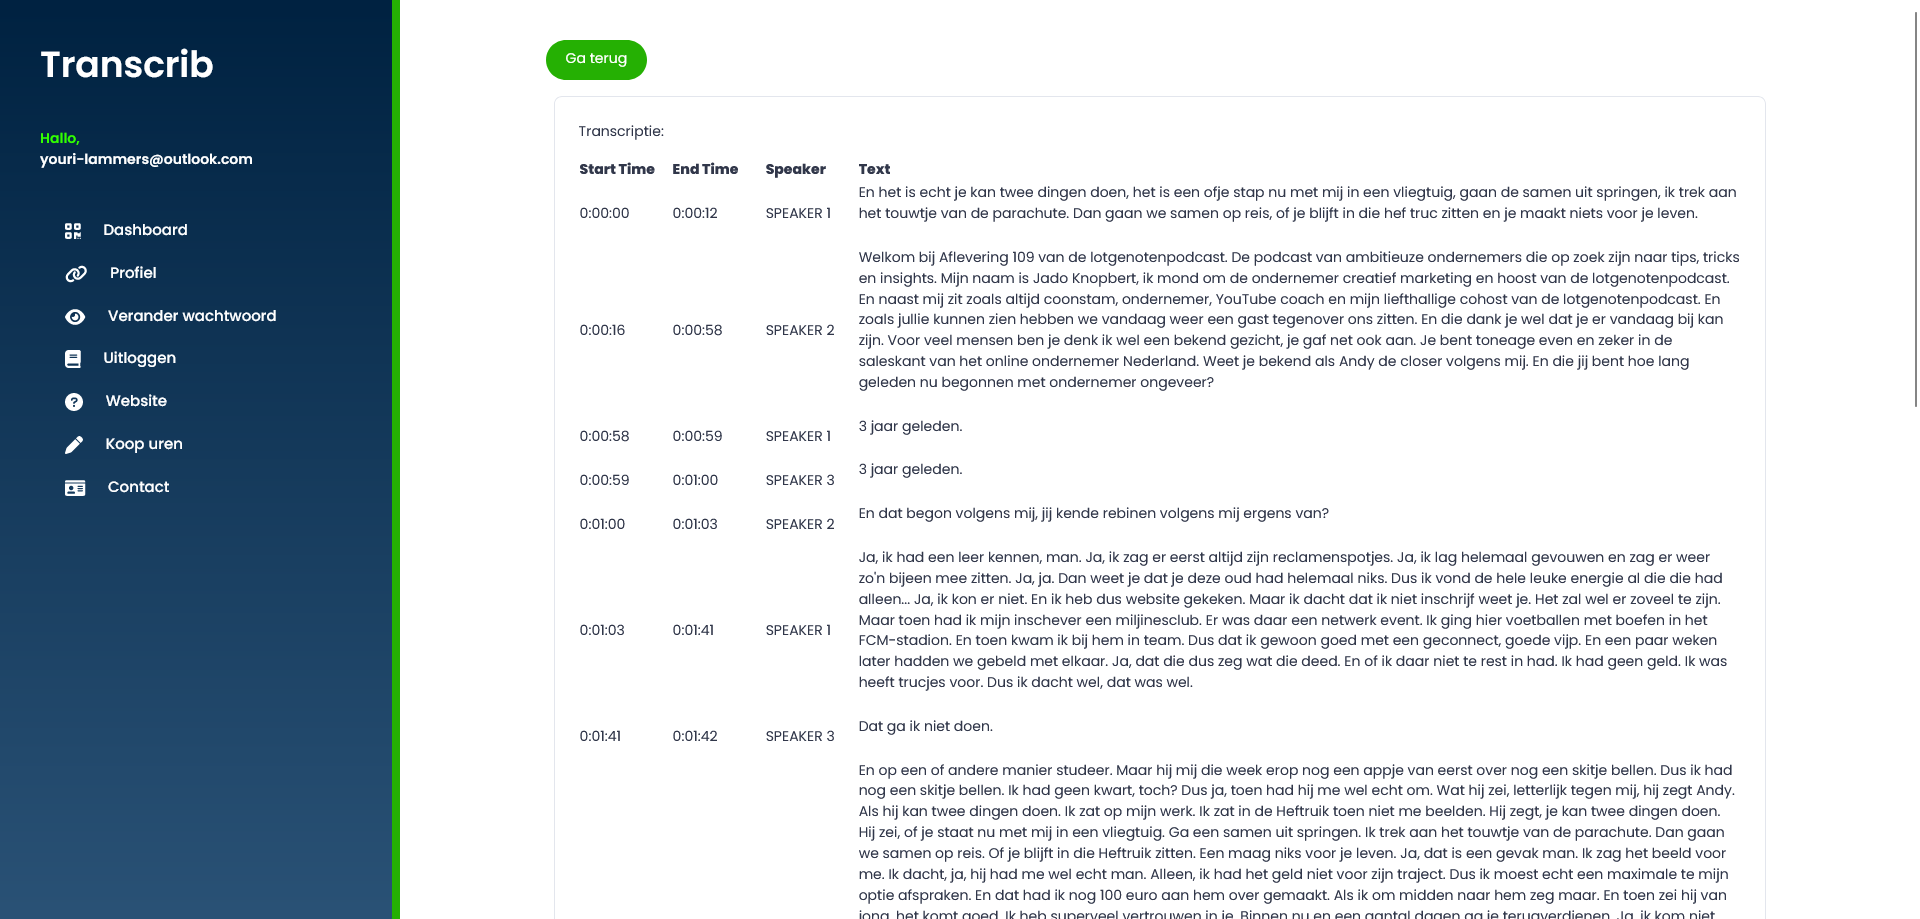 Transcrib
Hallo,
youri-lammers@outlook.com
Dashboard
Profiel
Verander wachtwoord
Uitloggen
Website
Koop uren
Contact
Ga terug
Transcriptie:
Start Time End Time Speaker Text
0:00:00 0:00:12 SPEAKER 1
En het is echt je kan twee dingen doen, het is een ofje stap nu met mij in een vliegtuig, gaan de samen uit springen, ik trek aan
het touwtje van de parachute. Dan gaan we samen op reis, of je blijft in die hef truc zitten en je maakt niets voor je leven.
0:00:16 0:00:58 SPEAKER 2
Welkom bij Aflevering 109 van de lotgenotenpodcast. De podcast van ambitieuze ondernemers die op zoek zijn naar tips, tricks
en insights. Mijn naam is Jado Knopbert, ik mond om de ondernemer creatief marketing en hoost van de lotgenotenpodcast.
En naast mij zit zoals altijd coonstam, ondernemer, YouTube coach en mijn liefthallige cohost van de lotgenotenpodcast. En
zoals jullie kunnen zien hebben we vandaag weer een gast tegenover ons zitten. En die dank je wel dat je er vandaag bij kan
zijn. Voor veel mensen ben je denk ik wel een bekend gezicht, je gaf net ook aan. Je bent toneage even en zeker in de
saleskant van het online ondernemer Nederland. Weet je bekend als Andy de closer volgens mij. En die jij bent hoe lang
geleden nu begonnen met ondernemer ongeveer?
0:00:58 0:00:59 SPEAKER 1
3 jaar geleden.
0:00:59 0:01:00 SPEAKER 3
3 jaar geleden.
0:01:00 0:01:03 SPEAKER 2
En dat begon volgens mij, jij kende rebinen volgens mij ergens van?
0:01:03 0:01:41 SPEAKER 1
Ja, ik had een leer kennen, man. Ja, ik zag er eerst altijd zijn reclamenspotjes. Ja, ik lag helemaal gevouwen en zag er weer
zo'n bijeen mee zitten. Ja, ja. Dan weet je dat je deze oud had helemaal niks. Dus ik vond de hele leuke energie al die die had
alleen... Ja, ik kon er niet. En ik heb dus website gekeken. Maar ik dacht dat ik niet inschrijf weet je. Het zal wel er zoveel te zijn.
Maar toen had ik mijn inschever een miljinesclub. Er was daar een netwerk event. Ik ging hier voetballen met boefen in het
FCM-stadion. En toen kwam ik bij hem in team. Dus dat ik gewoon goed met een geconnect, goede vijp. En een paar weken
later hadden we gebeld met elkaar. Ja, dat die dus zeg wat die deed. En of ik daar niet te rest in had. Ik had geen geld. Ik was
heeft trucjes voor. Dus ik dacht wel, dat was wel.
0:01:41 0:01:42 SPEAKER 3
Dat ga ik niet doen.
En op een of andere manier studeer. Maar hij mij die week erop nog een appje van eerst over nog een skitje bellen. Dus ik had
nog een skitje bellen. Ik had geen kwart, toch? Dus ja, toen had hij me wel echt om. Wat hij zei, letterlijk tegen mij, hij zegt Andy.
Als hij kan twee dingen doen. Ik zat op mijn werk. Ik zat in de Heftruik toen niet me beelden. Hij zegt, je kan twee dingen doen.
Hij zei, of je staat nu met mij in een vliegtuig. Ga een samen uit springen. Ik trek aan het touwtje van de parachute. Dan gaan
we samen op reis. Of je blijft in die Heftruik zitten. Een maag niks voor je leven. Ja, dat is een gevak man. Ik zag het beeld voor
me. Ik dacht, ja, hij had me wel echt man. Alleen, ik had het geld niet voor zijn traject. Dus ik moest echt een maximale te mijn
optie afspraken. En dat had ik nog 100 euro aan hem over gemaakt. Als ik om midden naar hem zeg maar. En toen zei hij van
jong, het komt goed. Ik heb superveel vertrouwen in je. Binnen nu en een aantal dagen ga je terugverdienen. Ja, ik kom niet